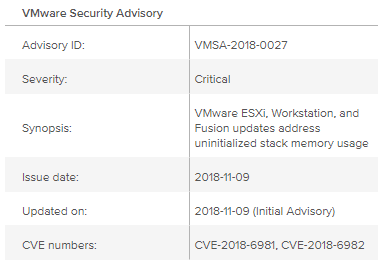 VMware Security Advisory
Advisory ID: VMSA-2018-0027
Severity: Critical
Synopsis: VMware ESXi, Workstation, and
Fusion updates address
uninitialized stack memory usage
Issue date: 2018-11-09
Updated on: 2018-11-09 (Initial Advisory)
CVE numbers: CVE-2018-6981, CVE-2018-6982